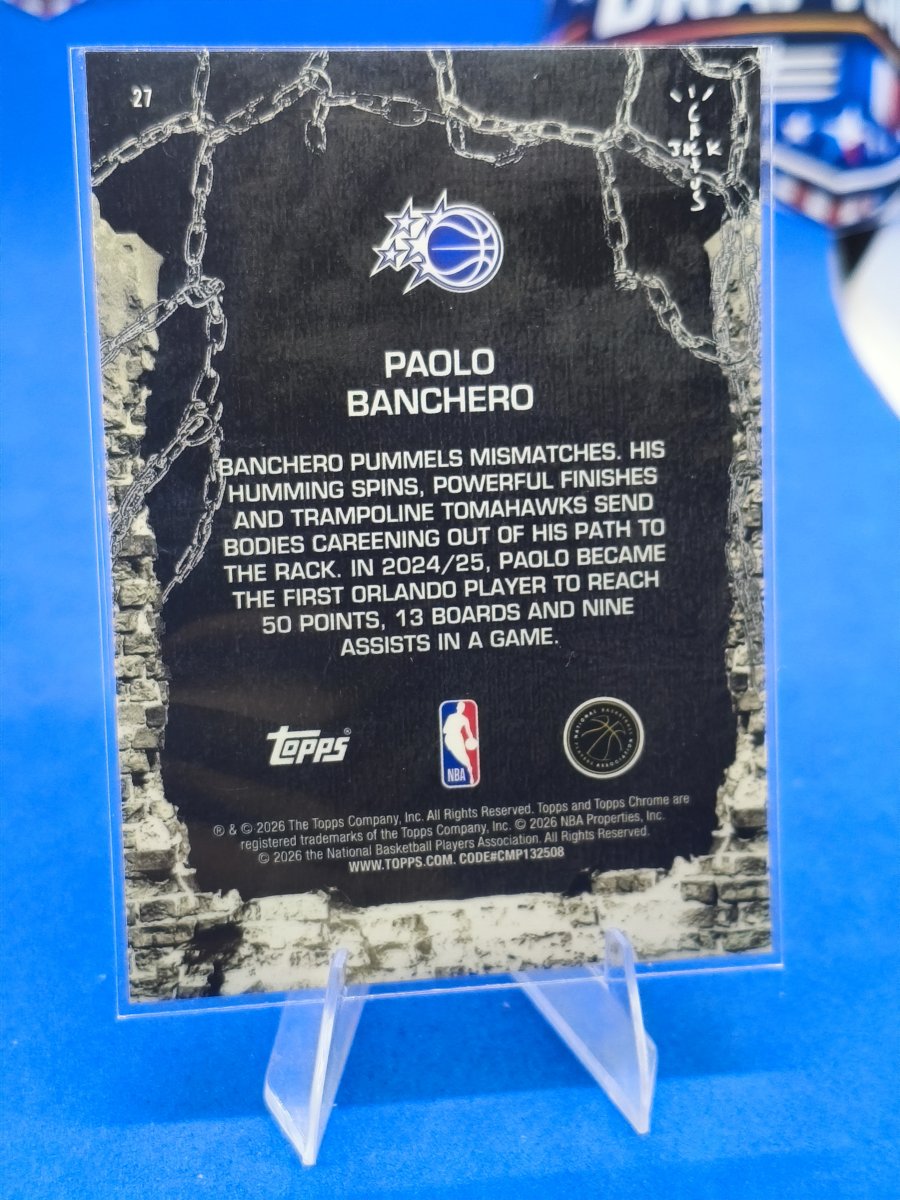 27
PAOLO
BANCHERO
BANCHERO PUMMELS MISMATCHES. HIS
HUMMING SPINS, POWERFUL FINISHES
AND TRAMPOLINE TOMAHAWKS SEND
BODIES CAREENING OUT OF HIS PATH TO
THE RACK. IN 2024/25, PAOLO BECAME
THE FIRST ORLANDO PLAYER TO REACH
50 POINTS, 13 BOARDS AND NINE
ASSISTS IN A GAME.
topps®
NBA
NATIONAL BASKETBALL PLAYERS ASSOCIATION
® & © 2026 The Topps Company, Inc. All Rights Reserved. Topps and Topps Chrome are
registered trademarks of the Topps Company, Inc. © 2026 NBA Properties, Inc.
© 2026 the National Basketball Players Association. All Rights Reserved.
WWW.TOPPS.COM. CODE#CMP132508